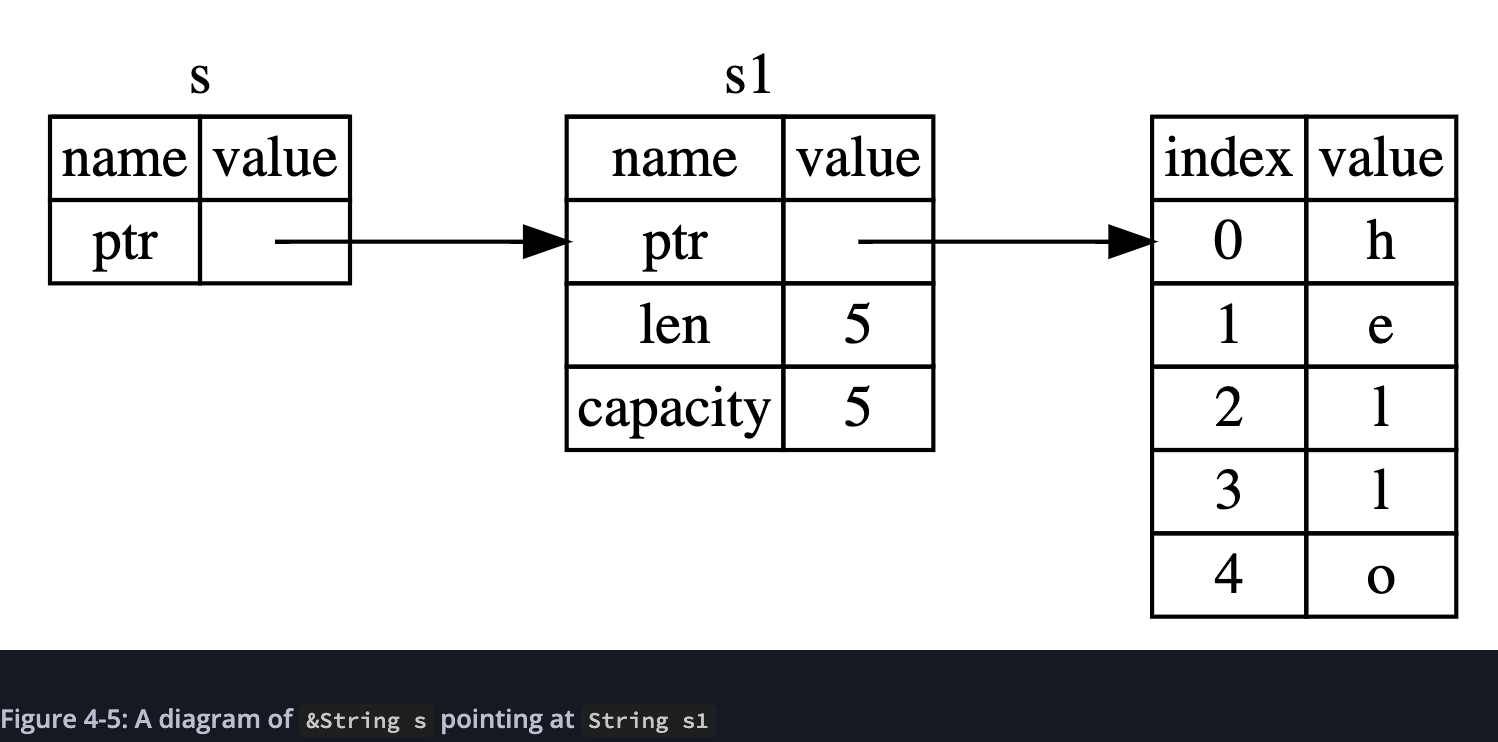 s s1
name value name value index value
ptr ptr 0 h
len 5 1 e
capacity 5 2 l
3 l
4 o
Figure 4-5: A diagram of &String s pointing at String s1